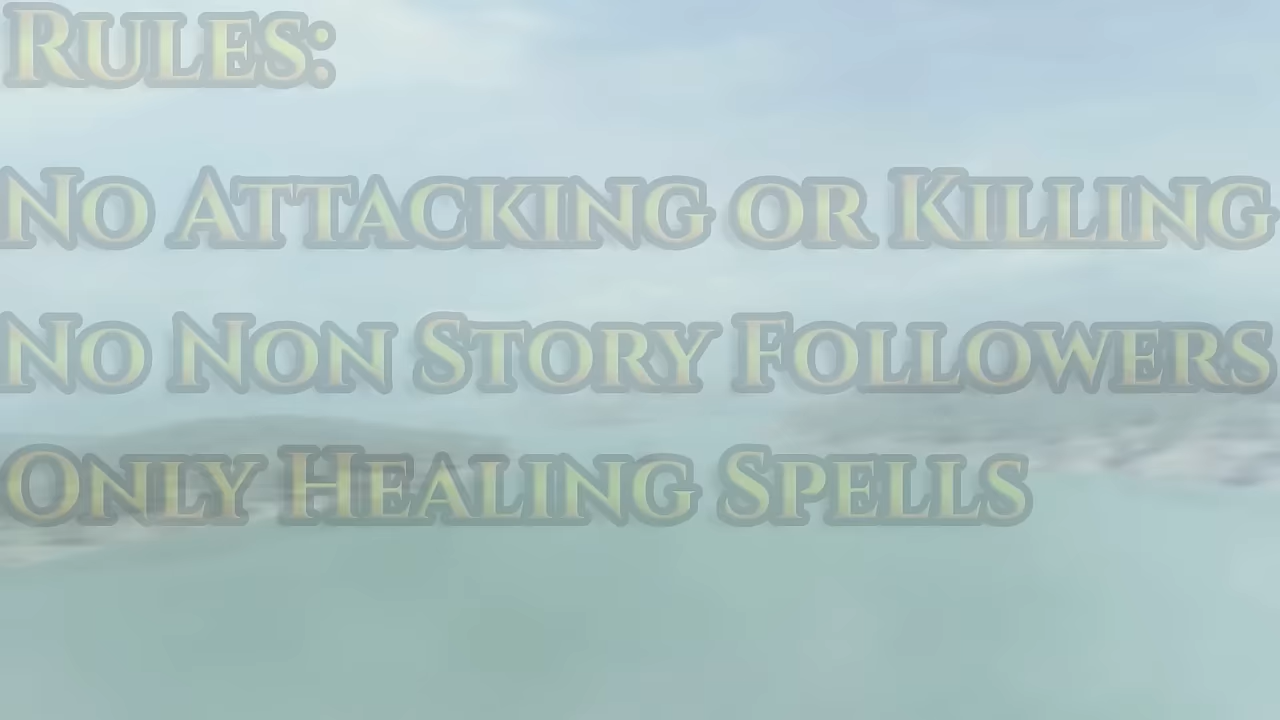 Rules:
No Attacking or Killing
No Non Story Followers
Only Healing Spells